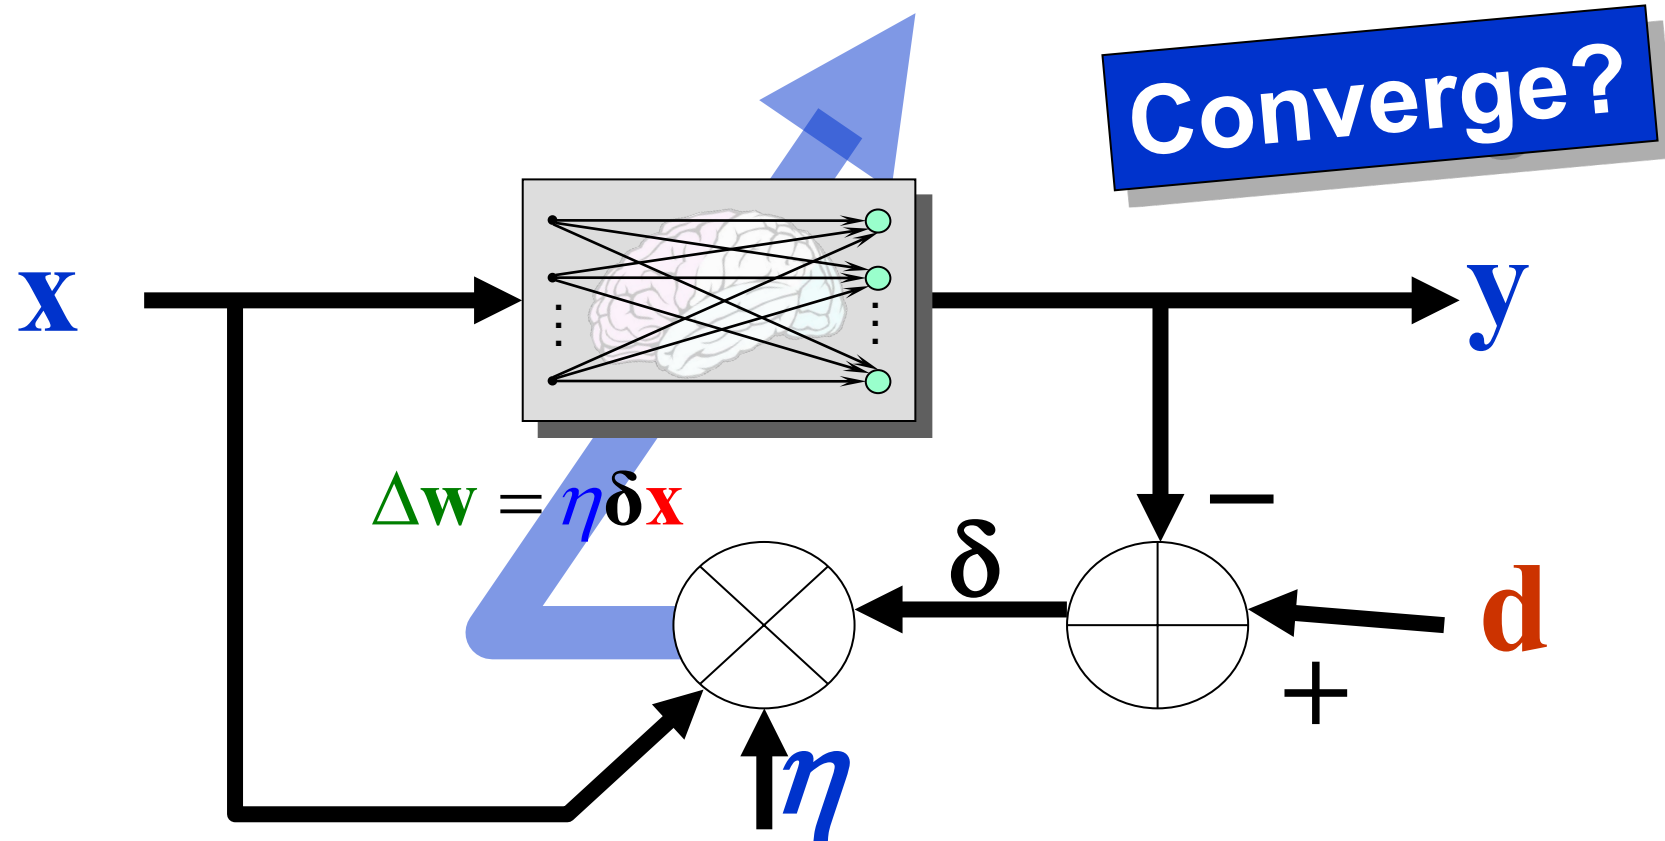 Converge?
x
y
Δw = ηδx
−
δ
d
+
η